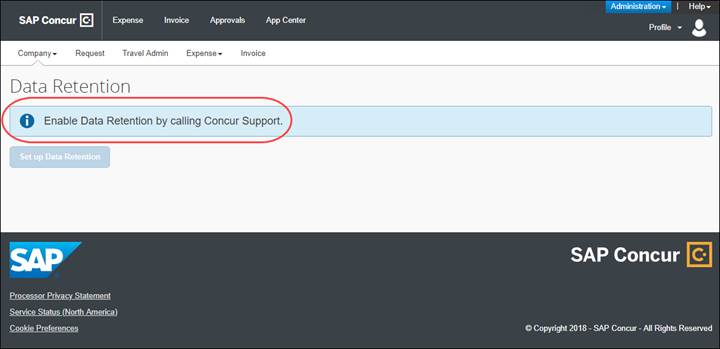 Administration | Help
SAP Concur C Expense Invoice Approvals App Center
Profile
Company Request Travel Admin Expense Invoice
Data Retention
i Enable Data Retention by calling Concur Support.
Set up Data Retention
SAP
SAP Concur C
Processor Privacy Statement
Service Status (North America)
Cookie Preferences
© Copyright 2018 - SAP Concur - All Rights Reserved